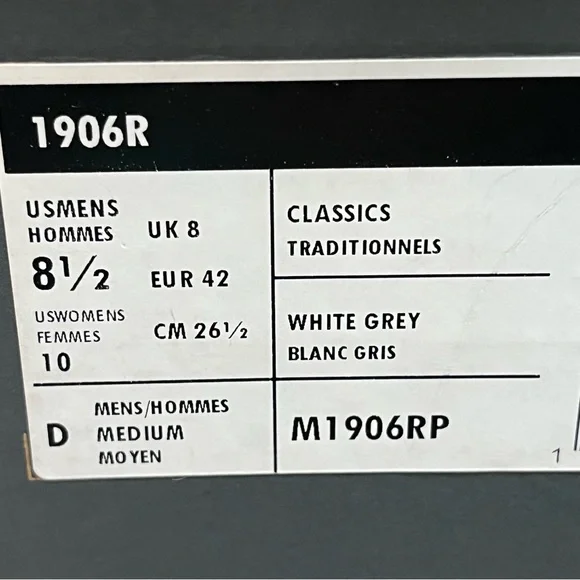 1906R
USMENS
HOMMES
8½
UK 8
EUR 42
USWOMENS
FEMMES
10
CM 26½
D
MENS/HOMMES
MEDIUM
MOYEN
CLASSICS
TRADITIONNELS
WHITE GREY
BLANC GRIS
M1906RP
1